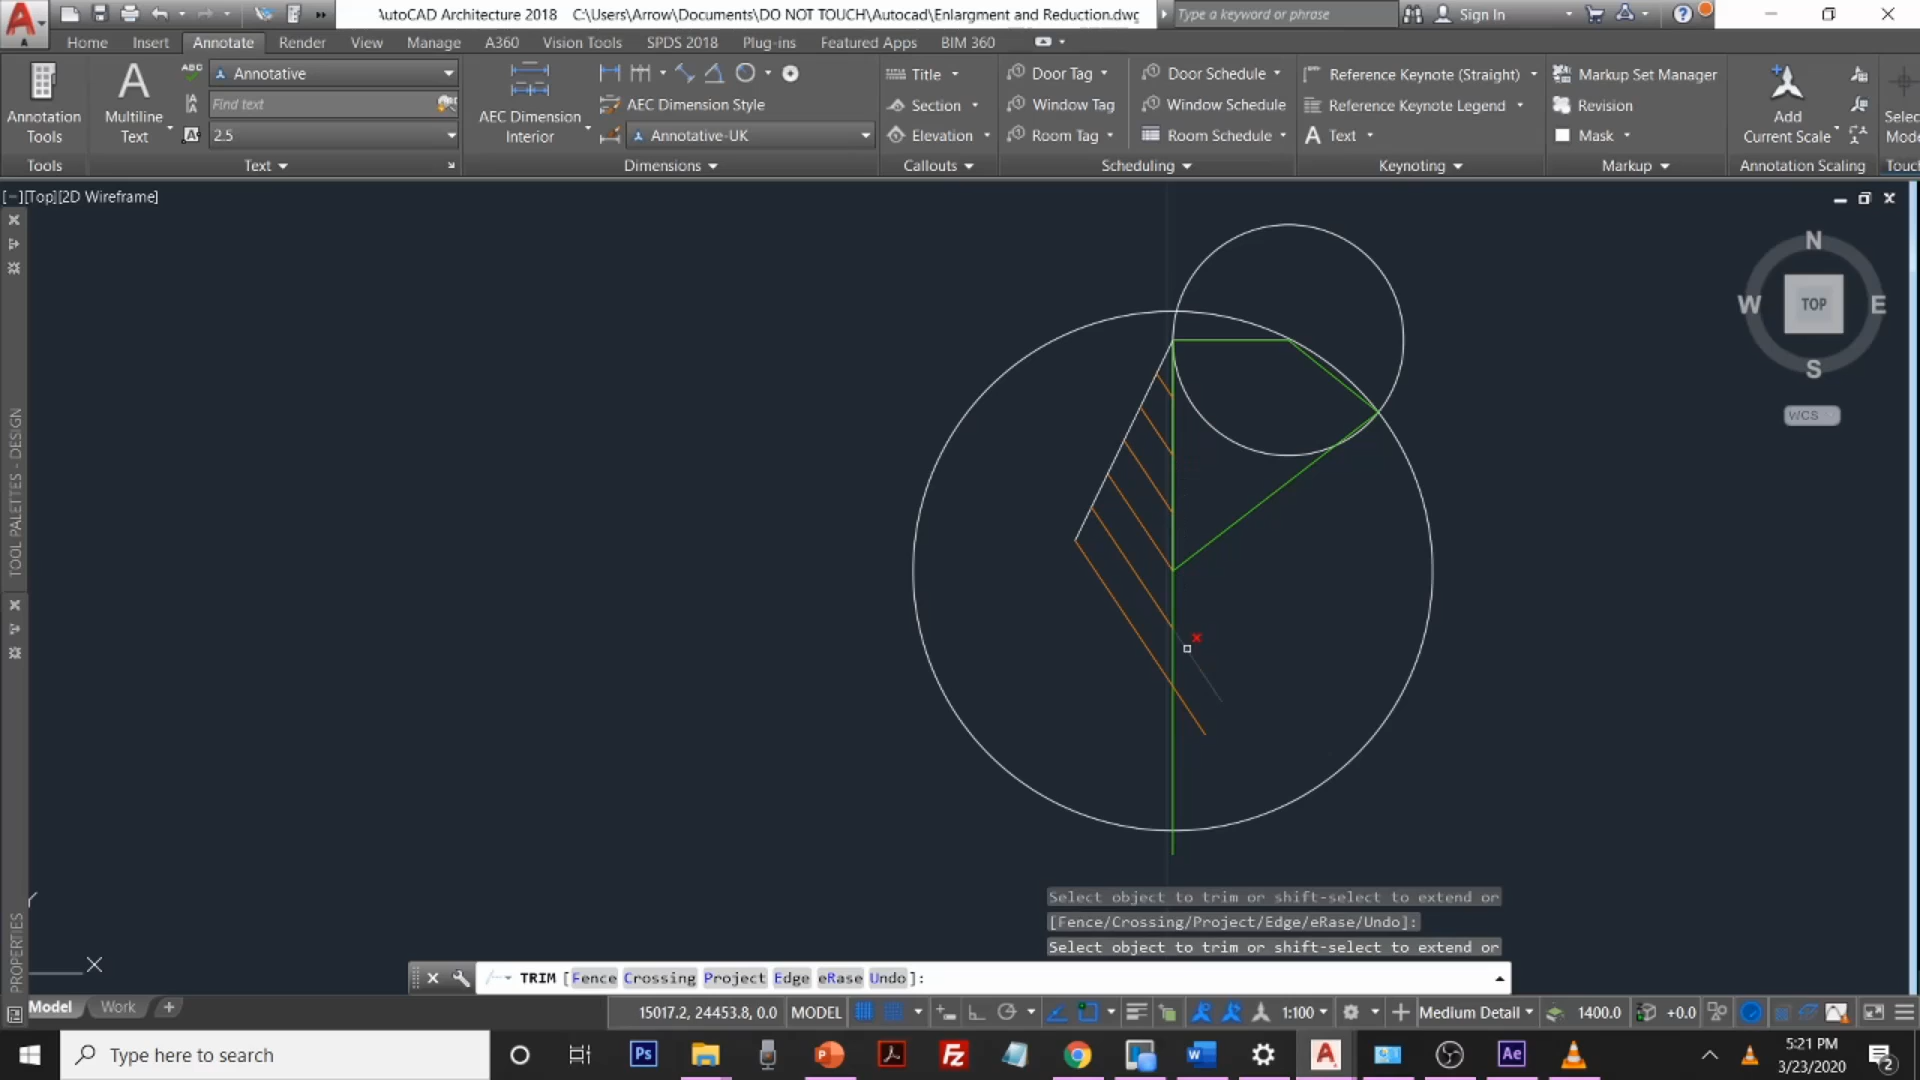 AutoCAD Architecture 2018 C:\Users\Arrow\Documents\DO NOT TOUCH\Autocad\Enlargment and Reduction.dwg
Type a keyword or phrase
Sign In
Home Insert Annotate Render View Manage A360 Vision Tools SPDS 2018 Plug-ins Featured Apps BIM 360
Annotation Tools
Multiline Text
ABC
Annotative
Find text
2.5
AEC Dimension Interior
AEC Dimension Style
Annotative-UK
Title
Section
Elevation
Door Tag
Window Tag
Room Tag
Door Schedule
Window Schedule
Room Schedule
Reference Keynote (Straight)
Reference Keynote Legend
Text
Markup Set Manager
Revision
Mask
Add Current Scale
Selec
Mode
Tools Text Dimensions Callouts Scheduling Keynoting Markup Annotation Scaling Touch
[−][Top][2D Wireframe]
N
W TOP E
S
WCS
TOOL PALETTES - DESIGN
PROPERTIES
Select object to trim or shift-select to extend or
[Fence/Crossing/Project/Edge/eRase/Undo]:
Select object to trim or shift-select to extend or
TRIM [Fence Crossing Project Edge eRase Undo]:
Model Work +
15017.2, 24453.8, 0.0 MODEL 1:100 Medium Detail 1400.0 +0.0
Type here to search
Ps
Ae
5:21 PM
3/23/2020
2